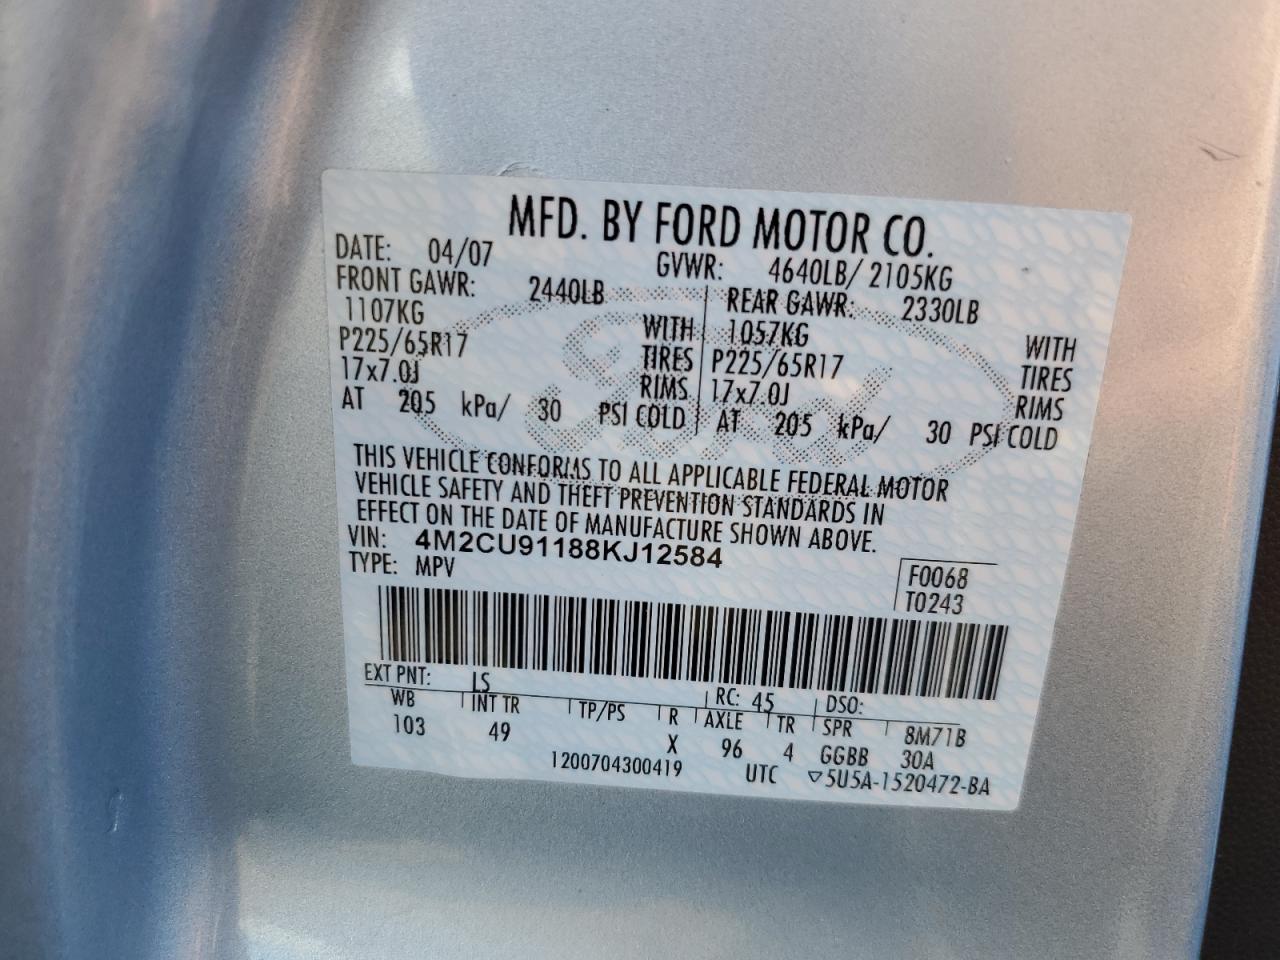 MFD. BY FORD MOTOR CO.
DATE: 04/07 GVWR: 4640LB/ 2105KG
FRONT GAWR: 2440LB REAR GAWR: 2330LB
1107KG WITH 1057KG WITH
P225/65R17 TIRES P225/65R17 TIRES
17x7.0J RIMS 17x7.0J RIMS
AT 205 kPa/ 30 PSI COLD AT 205 kPa/ 30 PSI COLD
THIS VEHICLE CONFORMS TO ALL APPLICABLE FEDERAL MOTOR
VEHICLE SAFETY AND THEFT PREVENTION STANDARDS IN
EFFECT ON THE DATE OF MANUFACTURE SHOWN ABOVE.
VIN: 4M2CU91188KJ12584
TYPE: MPV F0068
T0243
EXT PNT: LS RC: 45 DSO:
WB INT TR TP/PS R AXLE TR SPR 8M71B
103 49 X 96 4 GGBB 30A
1200704300419 UTC ▽5U5A-1520472-BA